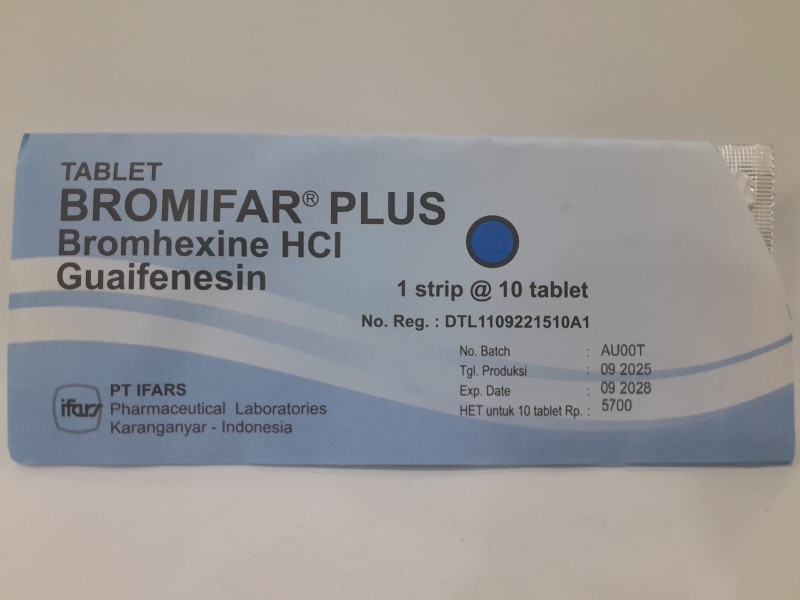 TABLET
BROMIFAR® PLUS
Bromhexine HCl
Guaifenesin
1 strip @ 10 tablet
No. Reg. : DTL1109221510A1
No. Batch : AU00T
Tgl. Produksi : 09 2025
Exp. Date : 09 2028
HET untuk 10 tablet Rp. : 5700
ifars
PT IFARS
Pharmaceutical Laboratories
Karanganyar - Indonesia